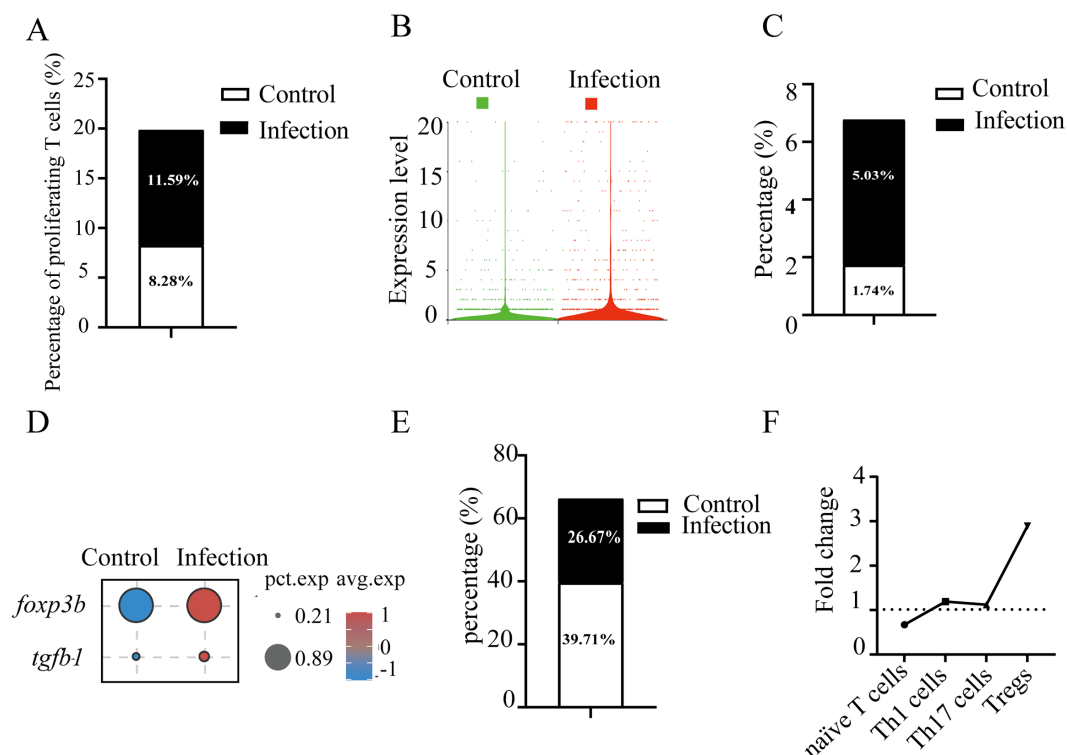 A
Percentage of proliferating T cells (%)
25
20
15
10
5
0
11.59%
8.28%
Control
Infection
B
Control
Infection
Expression level
20
15
10
5
0
C
Percentage (%)
8
6
4
2
0
5.03%
1.74%
Control
Infection
D
Control
Infection
foxp3b
tgfb1
pct.exp
0.21
0.89
avg.exp
1
0
-1
E
percentage (%)
80
60
40
20
0
26.67%
39.71%
Control
Infection
F
Fold change
4
3
2
1
0
naïve T cells
Th1 cells
Th17 cells
Tregs